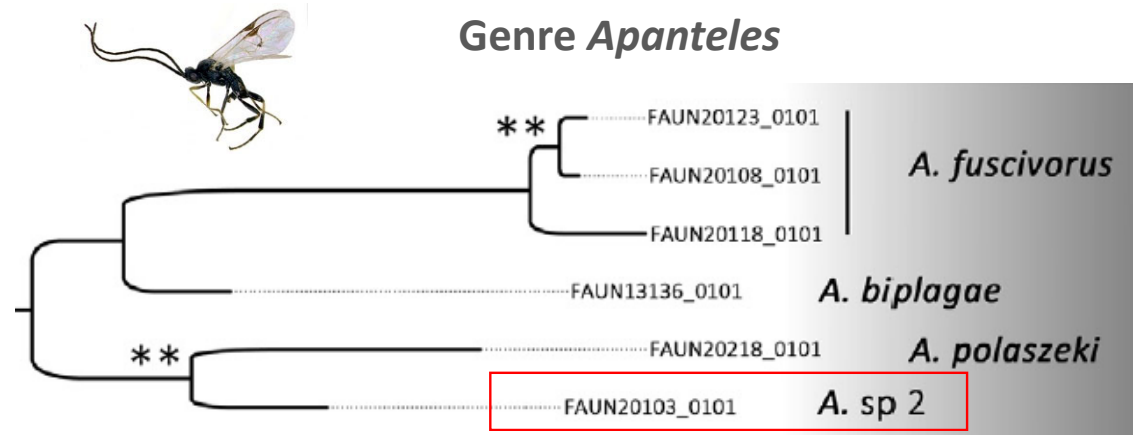 Genre Apanteles
**
FAUN20123_0101
FAUN20108_0101
A. fuscivorus
FAUN20118_0101
FAUN13136_0101 A. biplagae
**
FAUN20218_0101 A. polaszeki
FAUN20103_0101 A. sp 2